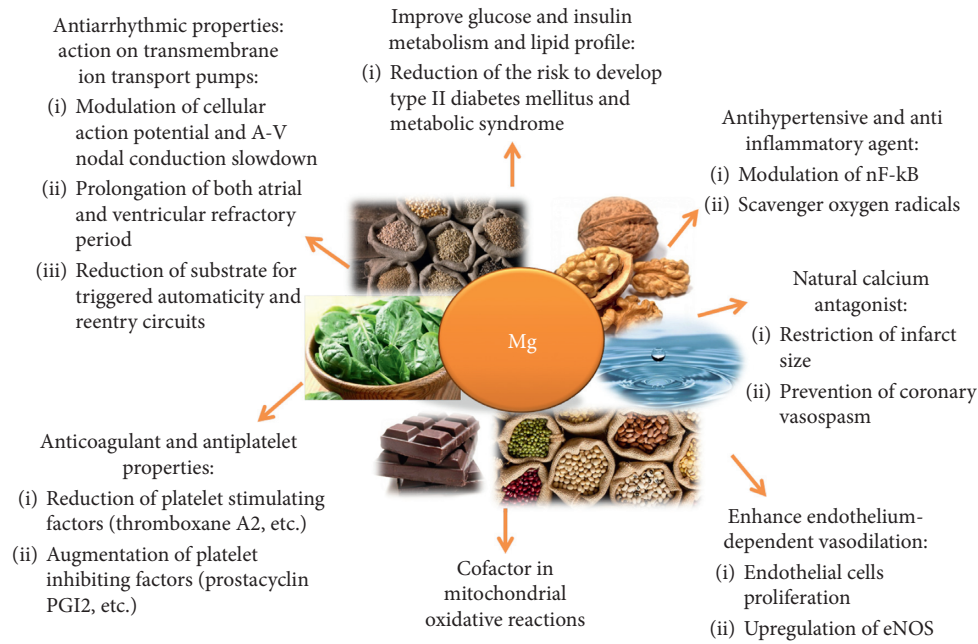 Antiarrhythmic properties:
action on transmembrane
ion transport pumps:
(i) Modulation of cellular
action potential and A-V
nodal conduction slowdown
(ii) Prolongation of both atrial
and ventricular refractory
period
(iii) Reduction of substrate for
triggered automaticity and
reentry circuits
Improve glucose and insulin
metabolism and lipid profile:
(i) Reduction of the risk to develop
type II diabetes mellitus and
metabolic syndrome
Antihypertensive and anti
inflammatory agent:
(i) Modulation of nF-kB
(ii) Scavenger oxygen radicals
Natural calcium
antagonist:
(i) Restriction of infarct
size
(ii) Prevention of coronary
vasospasm
Mg
Anticoagulant and antiplatelet
properties:
(i) Reduction of platelet stimulating
factors (thromboxane A2, etc.)
(ii) Augmentation of platelet
inhibiting factors (prostacyclin
PGI2, etc.)
Cofactor in
mitochondrial
oxidative reactions
Enhance endothelium-
dependent vasodilation:
(i) Endothelial cells
proliferation
(ii) Upregulation of eNOS